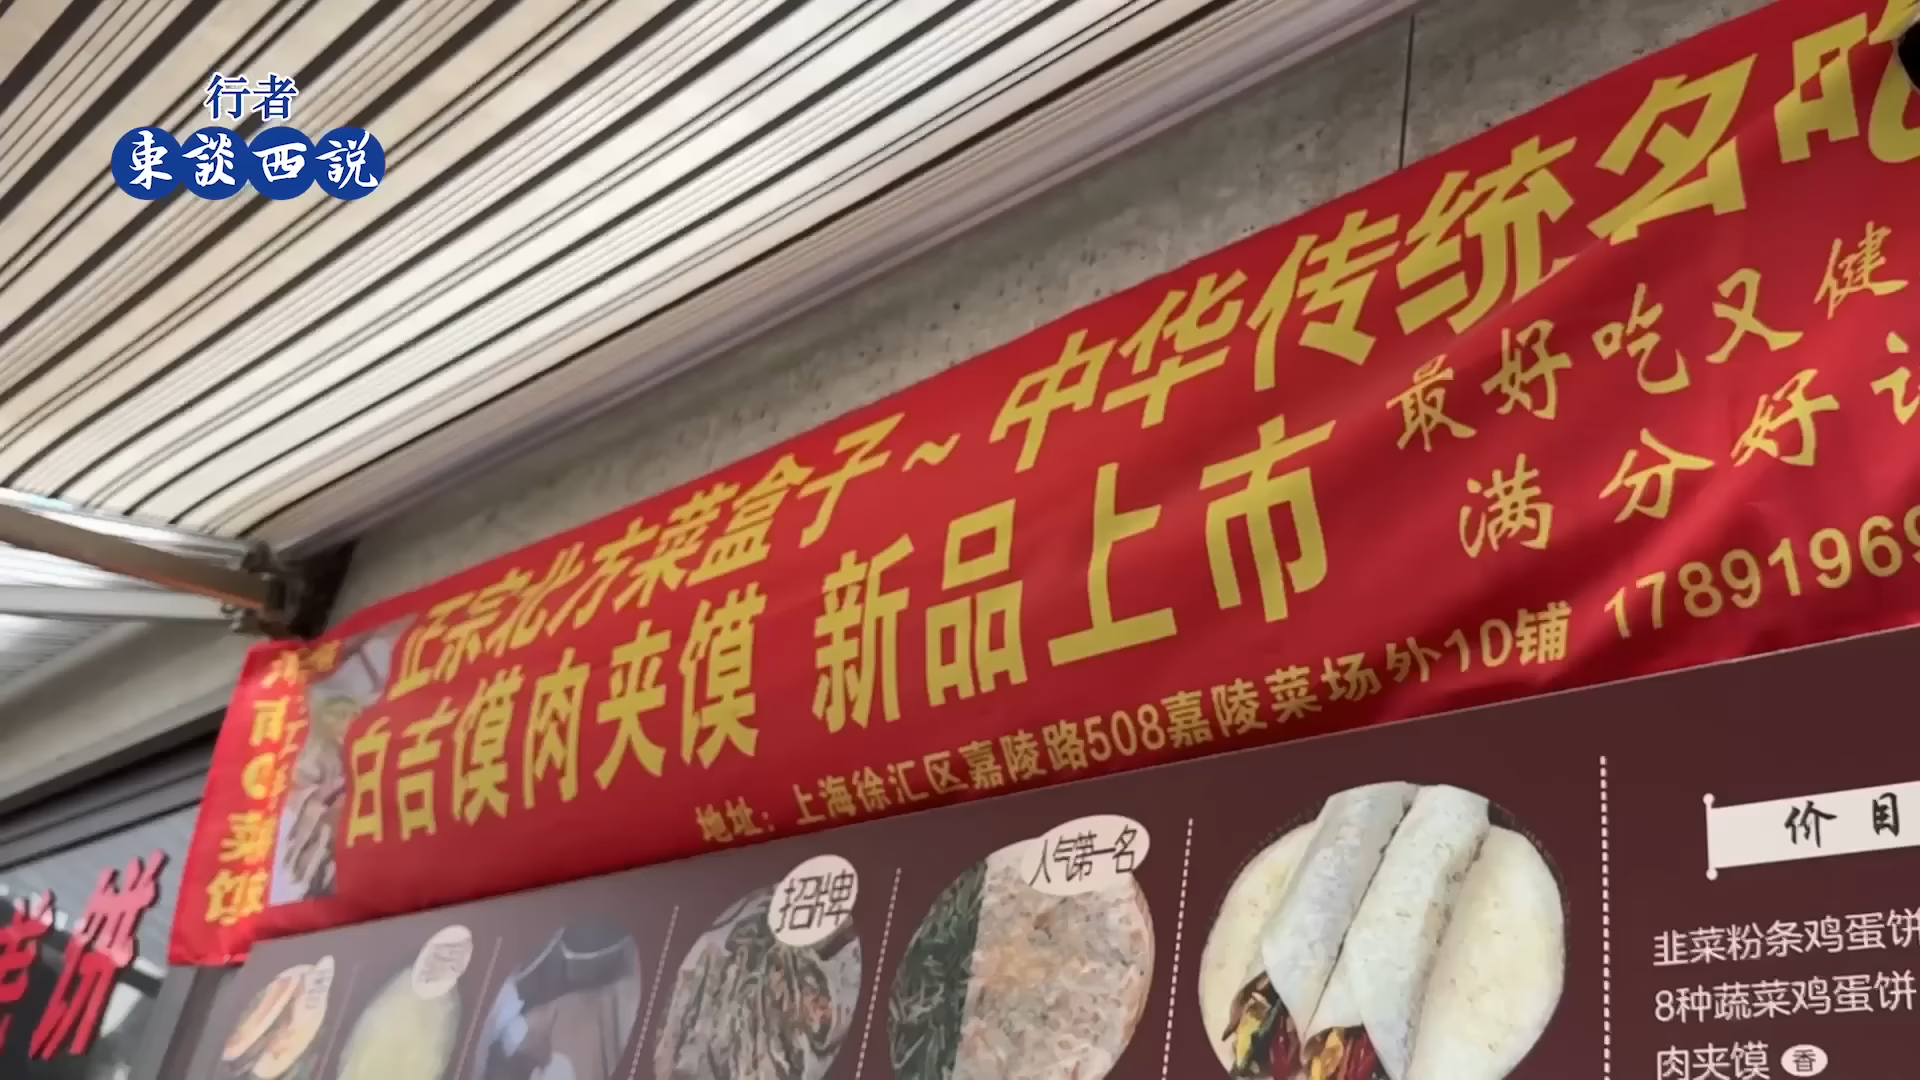 行者
東談西説
正宗北方菜盒子~中华传统名吃
白吉馍肉夹馍 新品上市
最好吃又健
满分好
地址：上海徐汇区嘉陵路508嘉陵菜场外10铺 17891969
招牌
人气第一名
价目
韭菜粉条鸡蛋饼
8种蔬菜鸡蛋饼
肉夹馍 香
饼